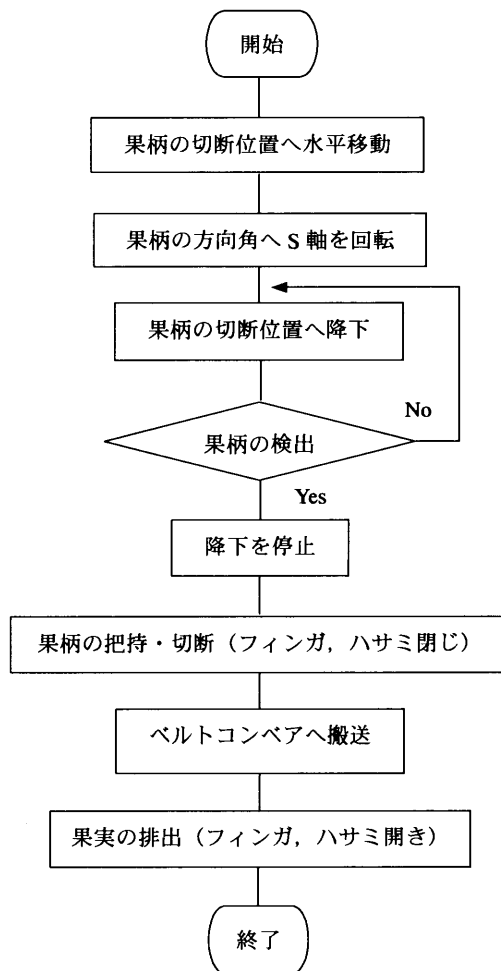 開始
果柄の切断位置へ水平移動
果柄の方向角へ S 軸を回転
果柄の切断位置へ降下
No
果柄の検出
Yes
降下を停止
果柄の把持・切断（フィンガ，ハサミ閉じ）
ベルトコンベアへ搬送
果実の排出（フィンガ，ハサミ開き）
終了